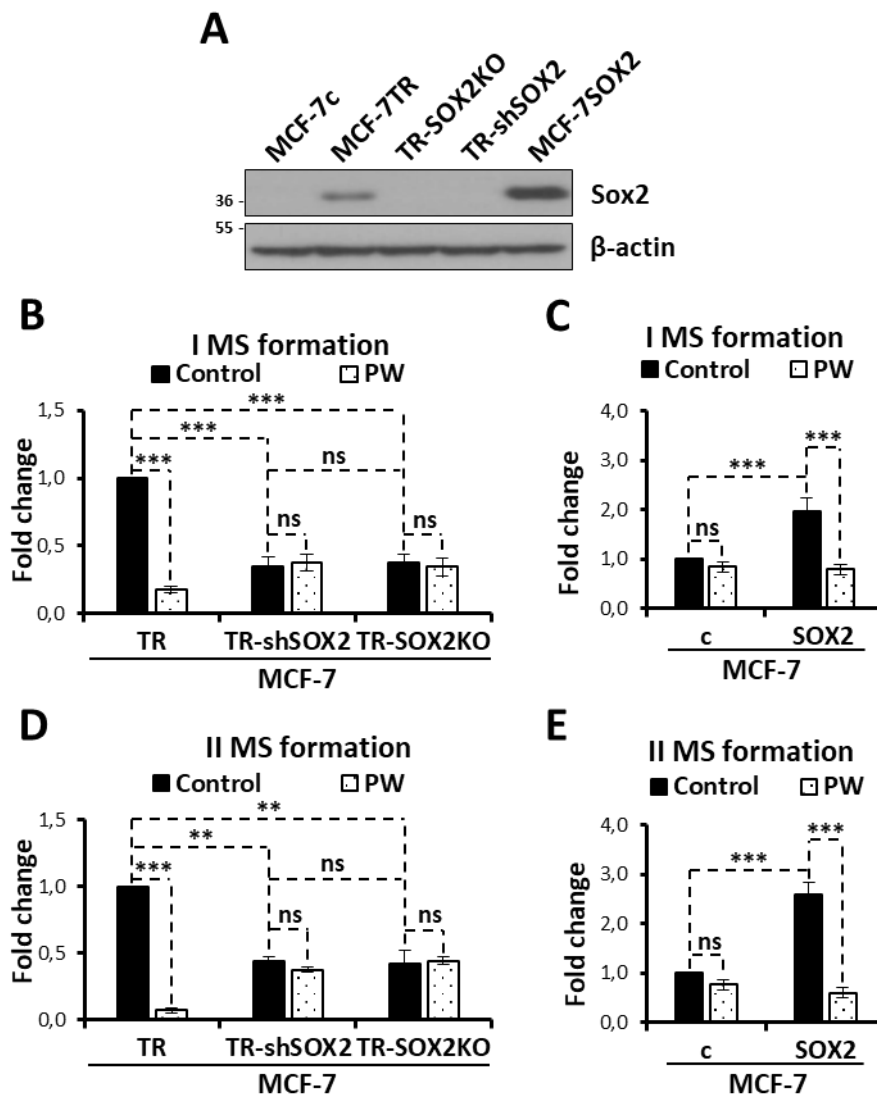 A
MCF-7c MCF-7TR TR-SOX2KO TR-shSOX2 MCF-7SOX2
36 - Sox2
55 -
β-actin
B
I MS formation
Control PW
Fold change
1,5
1,0
0,5
0,0
***
***
***
ns
ns
ns
TR TR-shSOX2 TR-SOX2KO
MCF-7
C
I MS formation
Control PW
Fold change
4,0
3,0
2,0
1,0
0,0
***
***
ns
c SOX2
MCF-7
D
II MS formation
Control PW
Fold change
1,5
1,0
0,5
0,0
**
**
***
ns
ns
ns
TR TR-shSOX2 TR-SOX2KO
MCF-7
E
II MS formation
Control PW
Fold change
4,0
3,0
2,0
1,0
0,0
***
***
ns
c SOX2
MCF-7